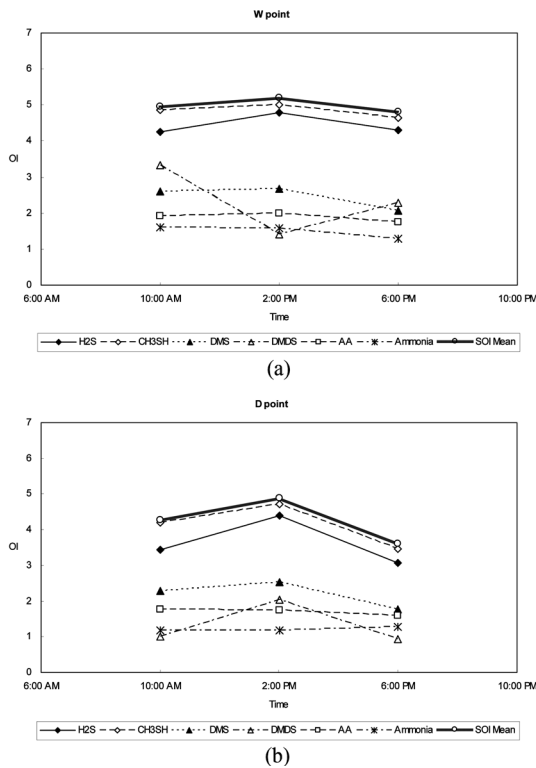 W point
7
6
5
4
3
2
1
0
OI
6:00 AM 10:00 AM 2:00 PM 6:00 PM 10:00 PM
Time
H2S CH3SH DMS DMDS AA Ammonia SOI Mean
(a)
D point
7
6
5
4
3
2
1
0
OI
6:00 AM 10:00 AM 2:00 PM 6:00 PM 10:00 PM
Time
H2S CH3SH DMS DMDS AA Ammonia SOI Mean
(b)